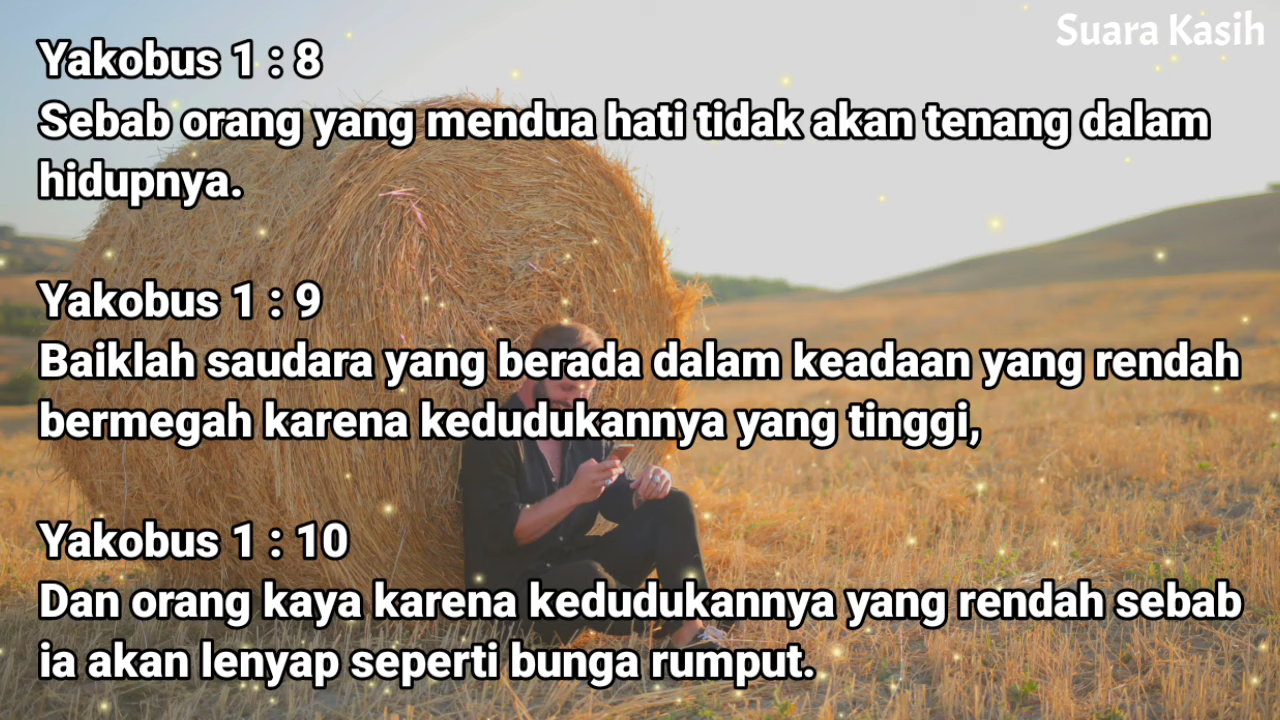 Suara Kasih
Yakobus 1 : 8
Sebab orang yang mendua hati tidak akan tenang dalam
hidupnya.
Yakobus 1 : 9
Baiklah saudara yang berada dalam keadaan yang rendah
bermegah karena kedudukannya yang tinggi,
Yakobus 1 : 10
Dan orang kaya karena kedudukannya yang rendah sebab
ia akan lenyap seperti bunga rumput.